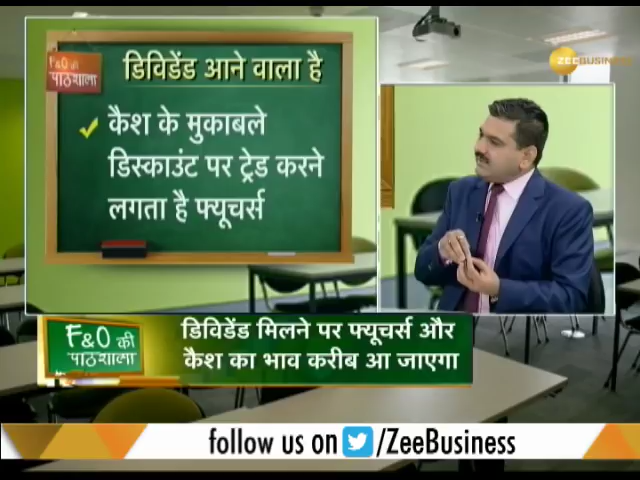 F&O की
पाठशाला
डिविडेंड आने वाला है
कैश के मुकाबले
डिस्काउंट पर ट्रेड करने
लगता है फ्यूचर्स
ZEEBUSINESS
F&O की
पाठशाला
डिविडेंड मिलने पर फ्यूचर्स और
कैश का भाव करीब आ जाएगा
follow us on /ZeeBusiness